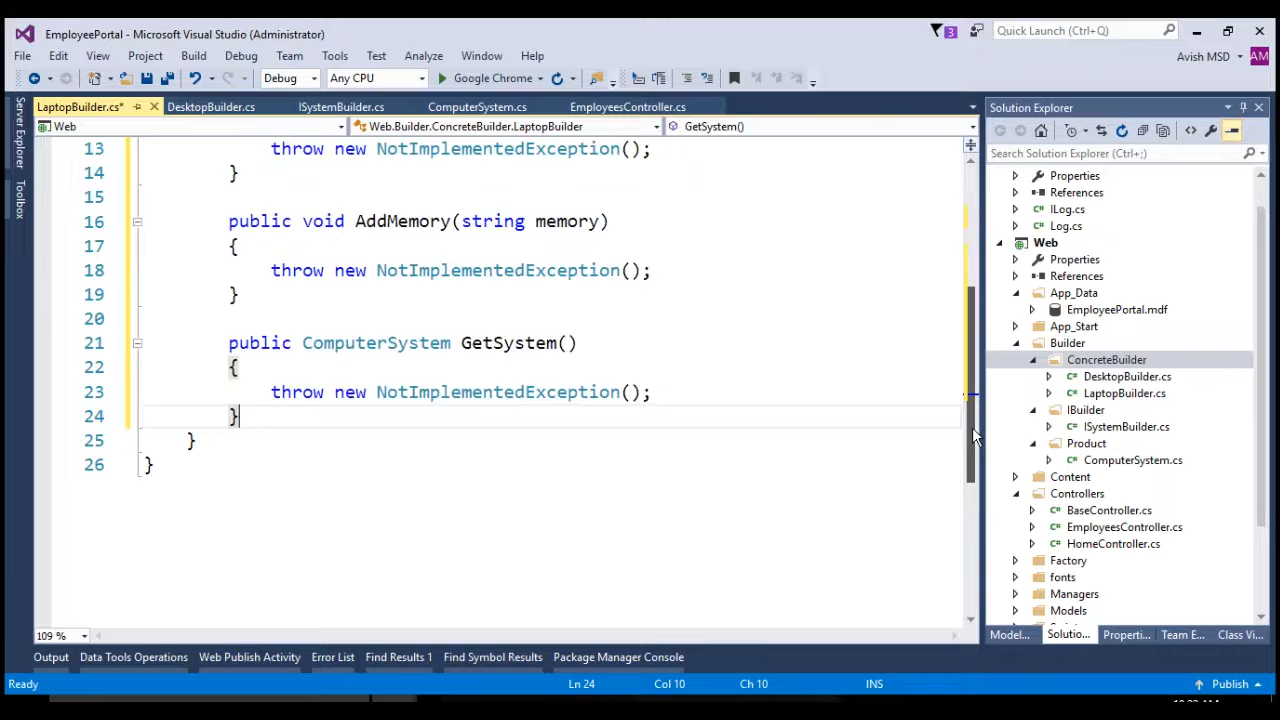 EmployeePortal - Microsoft Visual Studio (Administrator)
3
Quick Launch (Ctrl+Q)
File Edit View Project Build Debug Team Tools Test Analyze Window Help
Avish MSD AM
Debug Any CPU Google Chrome
Server Explorer
Toolbox
LaptopBuilder.cs* DesktopBuilder.cs ISystemBuilder.cs ComputerSystem.cs EmployeesController.cs
Web Web.Builder.ConcreteBuilder.LaptopBuilder GetSystem()
13 throw new NotImplementedException();
14 }
15
16 public void AddMemory(string memory)
17 {
18 throw new NotImplementedException();
19 }
20
21 public ComputerSystem GetSystem()
22 {
23 throw new NotImplementedException();
24 }
25 }
26 }
109 %
Solution Explorer
Search Solution Explorer (Ctrl+;)
Properties
References
ILog.cs
Log.cs
Web
Properties
References
App_Data
EmployeePortal.mdf
App_Start
Builder
ConcreteBuilder
DesktopBuilder.cs
LaptopBuilder.cs
IBuilder
ISystemBuilder.cs
Product
ComputerSystem.cs
Content
Controllers
BaseController.cs
EmployeesController.cs
HomeController.cs
Factory
fonts
Managers
Models
Model... Solutio... Properti... Team E... Class Vi...
Output Data Tools Operations Web Publish Activity Error List Find Results 1 Find Symbol Results Package Manager Console
Ready Ln 24 Col 10 Ch 10 INS Publish